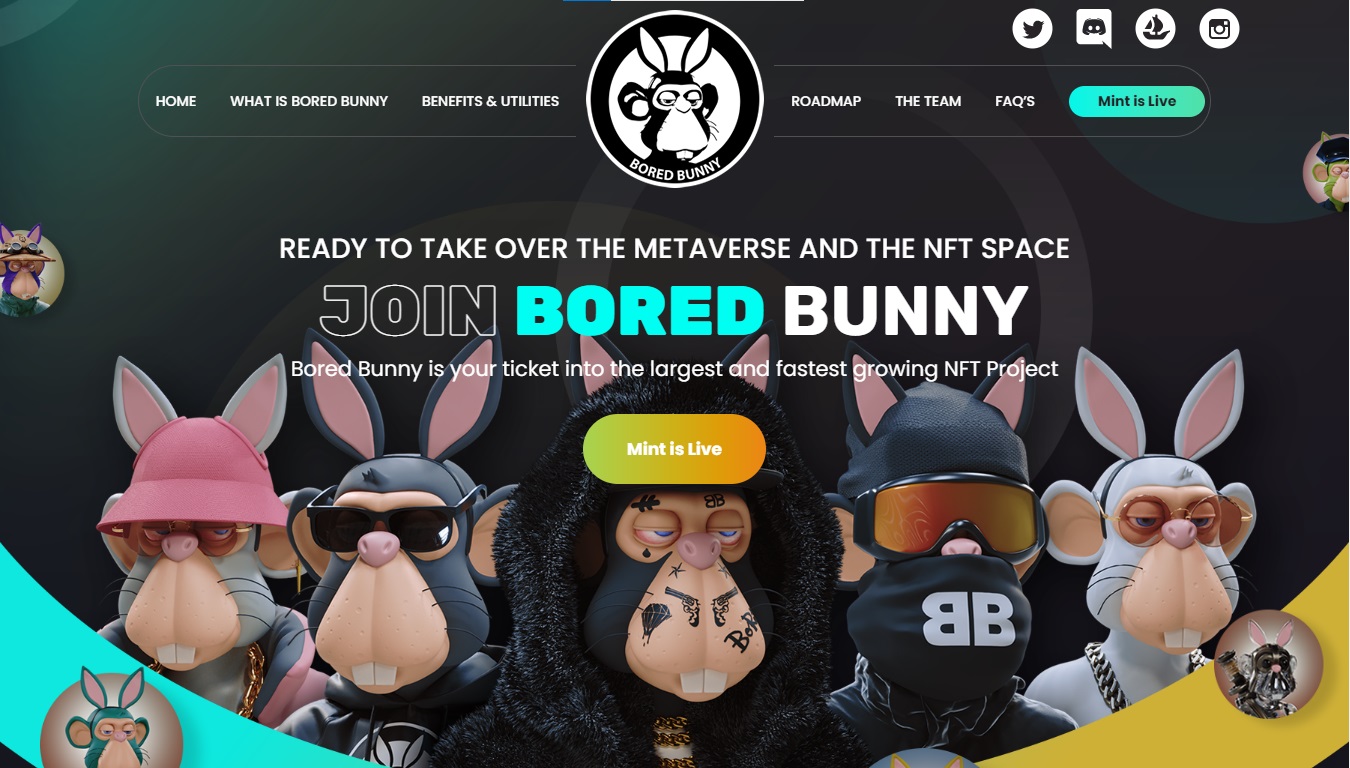 HOME WHAT IS BORED BUNNY BENEFITS & UTILITIES ROADMAP THE TEAM FAQ'S Mint is Live
BORED BUNNY
READY TO TAKE OVER THE METAVERSE AND THE NFT SPACE
JOIN BORED BUNNY
Bored Bunny is your ticket into the largest and fastest growing NFT Project
Mint is Live
BB
BB